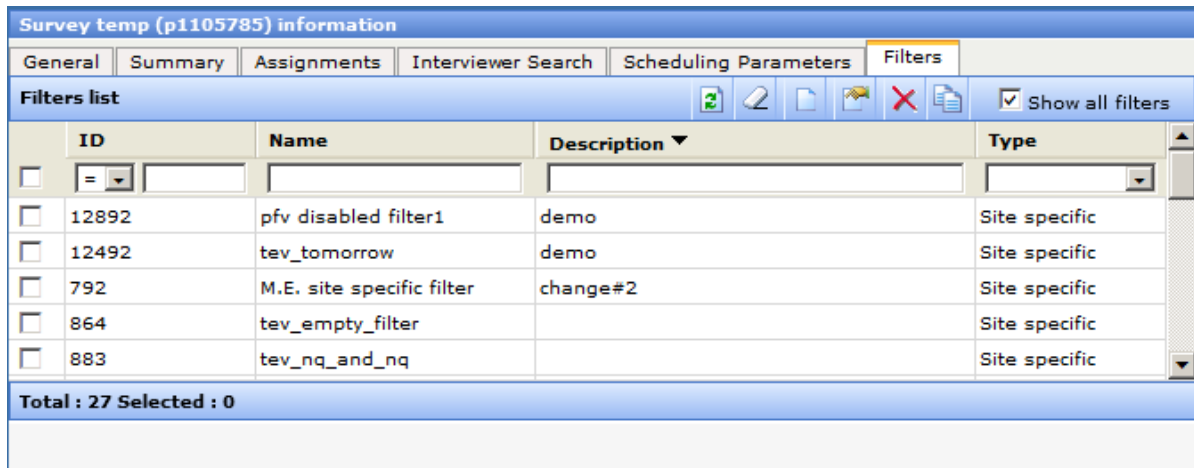 Survey temp (p1105785) information
General Summary Assignments Interviewer Search Scheduling Parameters Filters
Filters list Show all filters
ID Name Description Type
=
12892 pfv disabled filter1 demo Site specific
12492 tev_tomorrow demo Site specific
792 M.E. site specific filter change#2 Site specific
864 tev_empty_filter Site specific
883 tev_nq_and_nq Site specific
Total : 27 Selected : 0